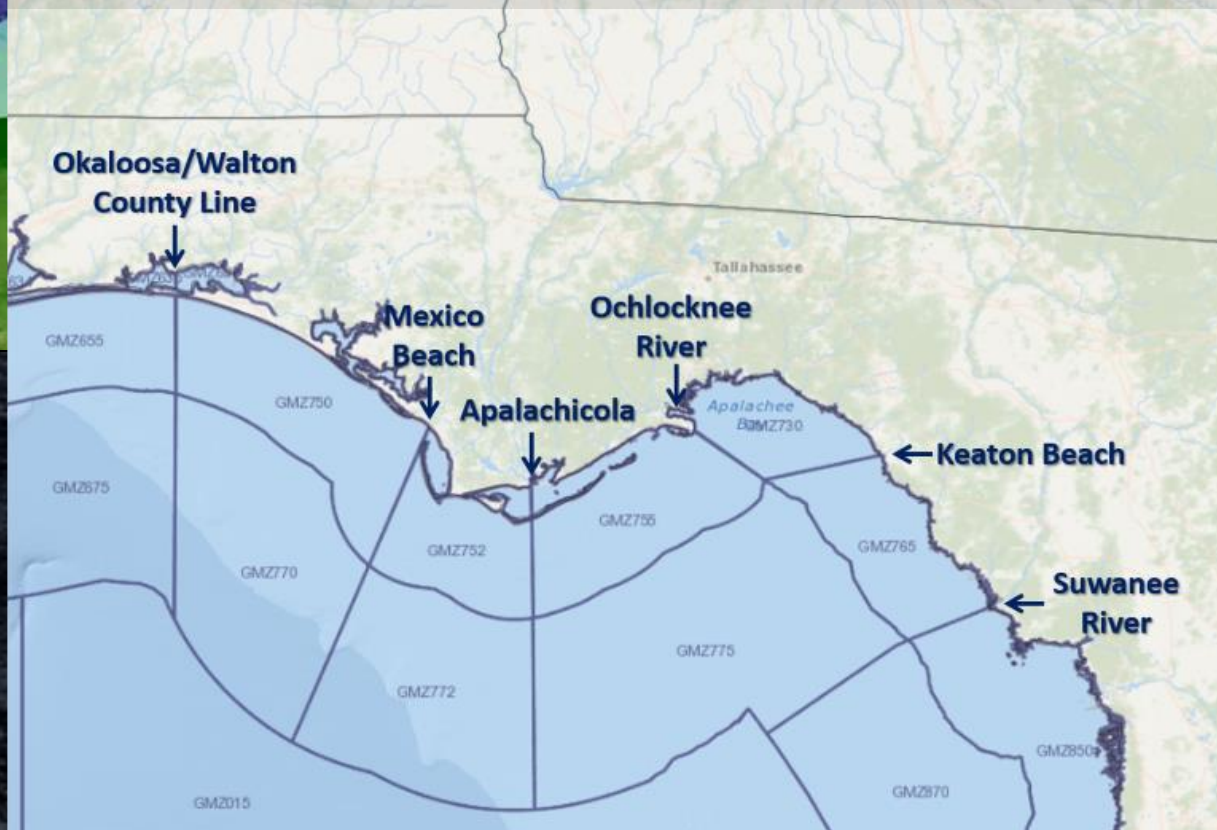 Okaloosa/Walton
County Line
Tallahassee
Mexico
Beach
Ochlocknee
River
GMZ655
GMZ750
Apalachicola
Apalachee
GMZ730
Keaton Beach
GMZ675
GMZ752
GMZ755
GMZ765
GMZ770
Suwanee
River
GMZ775
GMZ772
GMZ850
GMZ015
GMZ870